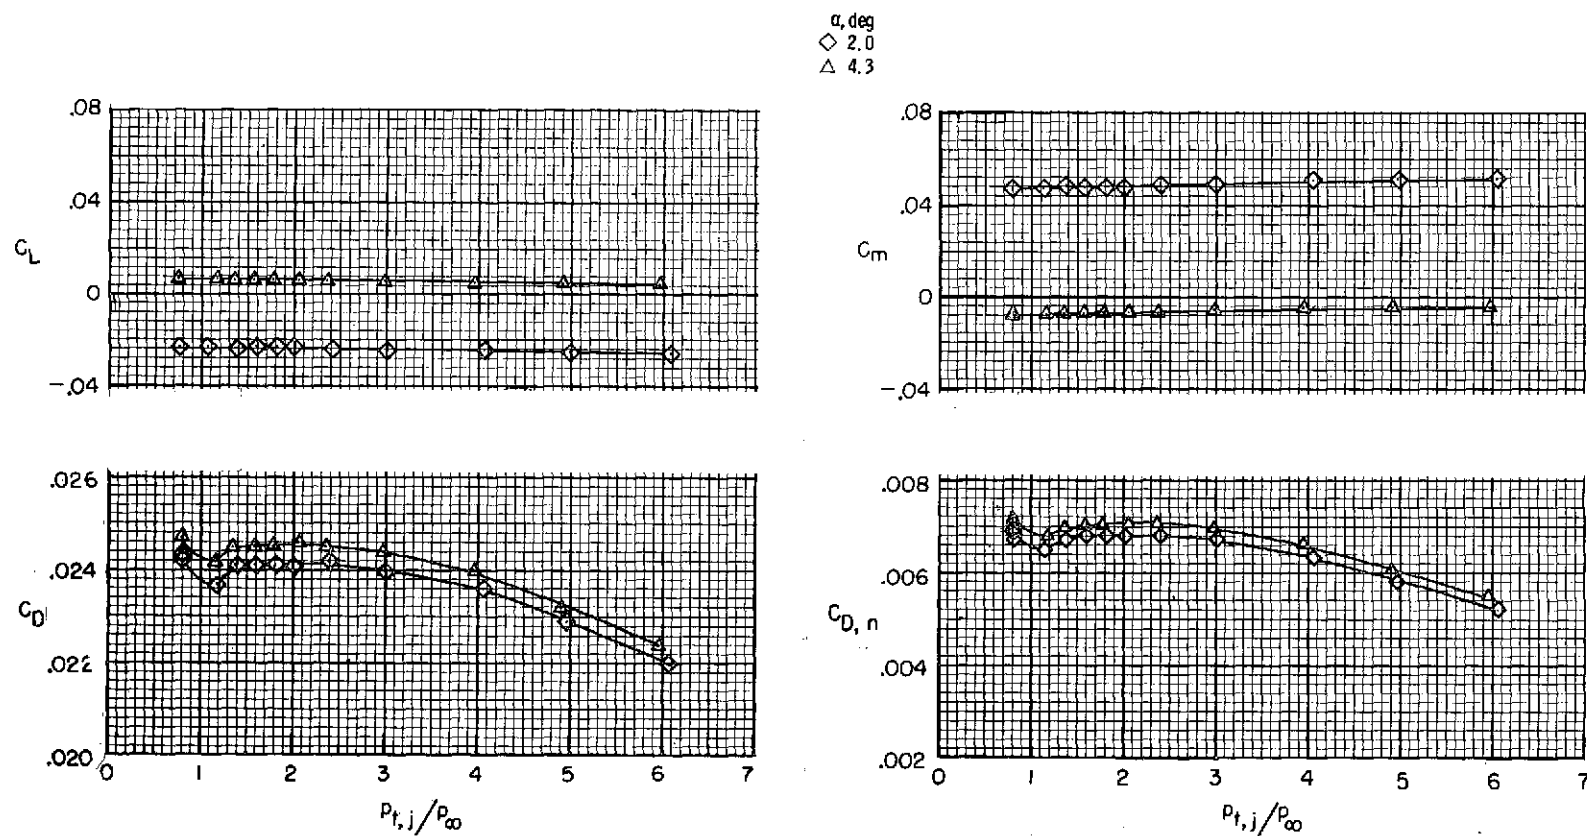 α, deg
◇ 2.0
△ 4.3
.08
.04
C_L
0
-.04
.08
.04
C_m
0
-.04
.026
.024
C_D
.022
.020
0 1 2 3 4 5 6 7
p_t,j/p_∞
.008
.006
C_D,n
.004
.002
0 1 2 3 4 5 6 7
p_t,j/p_∞